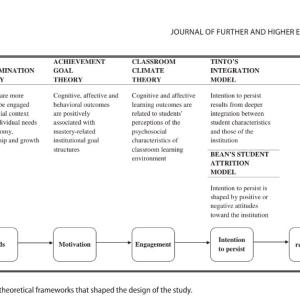 JOURNAL OF FURTHER AND HIGHER E
MINATION
Y
ACHIEVEMENT
GOAL
THEORY
CLASSROOM
CLIMATE
THEORY
TINTO'S
INTEGRATION
MODEL
are more
be engaged
ial context
dividual needs
omy,
hip and growth
Cognitive, affective and
behavioral outcomes
are positively
associated with
mastery-related
institutional goal
structures
Cognitive and affective
learning outcomes are
related to students'
perceptions of the
psychosocial
characteristics of
classroom learning
environment
Intention to persist
results from deeper
integration between
student characteristics
and those of the
institution
BEAN'S STUDENT
ATTRITION
MODEL
Intention to persist is
shaped by positive or
negative attitudes
toward the institution
ds
Motivation
Engagement
Intention
to persist
re
theoretical frameworks that shaped the design of the study.